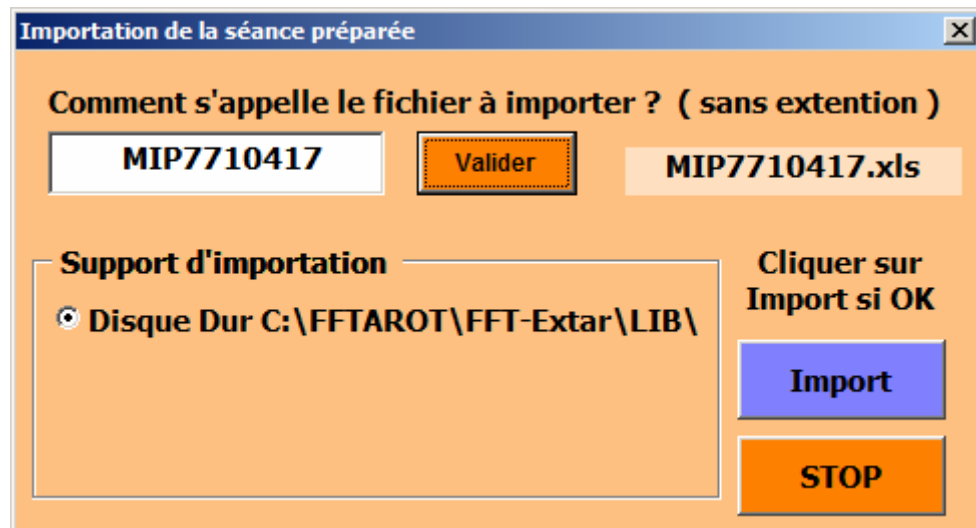 Importation de la séance préparée
Comment s'appelle le fichier à importer ? ( sans extention )
MIP7710417
Valider
MIP7710417.xls
Support d'importation
Disque Dur C:\FFTAROT\FFT-Extar\LIB\
Cliquer sur
Import si OK
Import
STOP